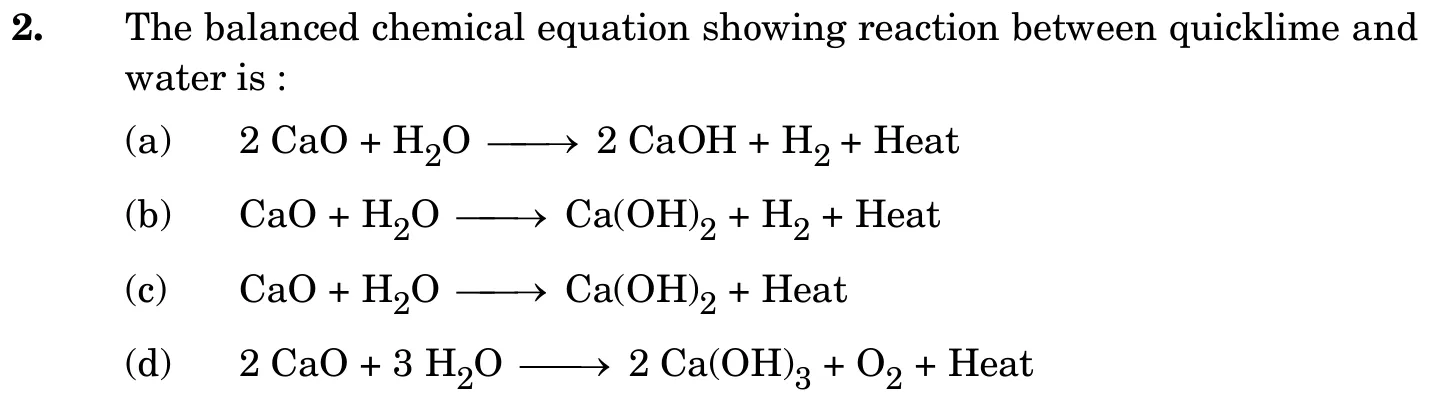 2. The balanced chemical equation showing reaction between quicklime and
water is :
(a) 2 CaO + H₂O ⟶ 2 CaOH + H₂ + Heat
(b) CaO + H₂O ⟶ Ca(OH)₂ + H₂ + Heat
(c) CaO + H₂O ⟶ Ca(OH)₂ + Heat
(d) 2 CaO + 3 H₂O ⟶ 2 Ca(OH)₃ + O₂ + Heat